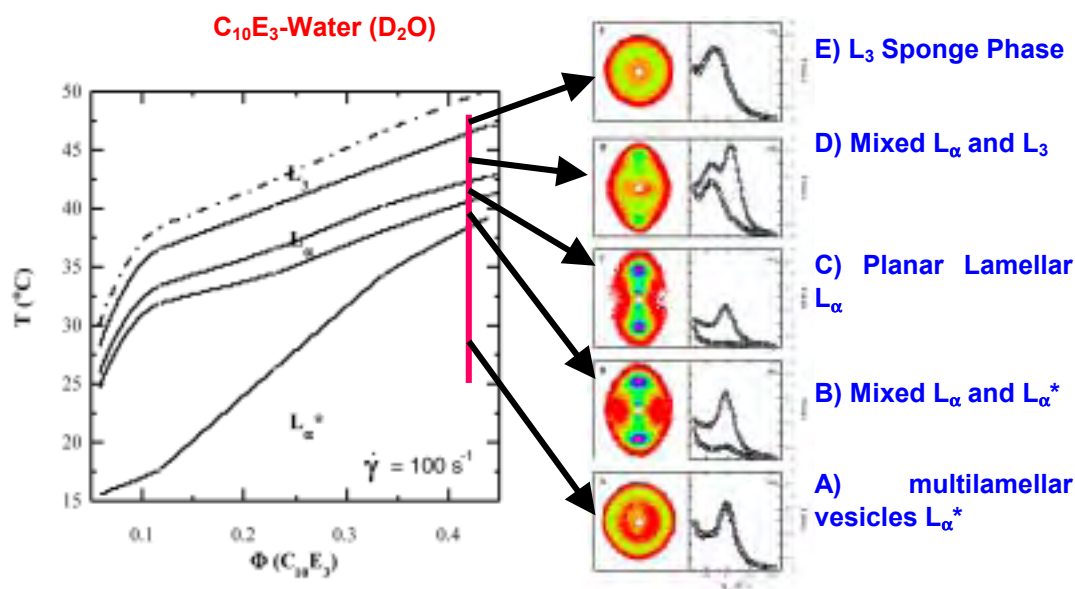 C₁₀E₃-Water (D₂O)
50
45
40
35
30
25
20
15
T (°C)
L₃
Lα
Lα*
γ̇ = 100 s⁻¹
0.1
0.2
0.3
0.4
Φ (C₁₀E₃)
E) L₃ Sponge Phase
D) Mixed Lα and L₃
C) Planar Lamellar
Lα
B) Mixed Lα and Lα*
A) multilamellar
vesicles Lα*